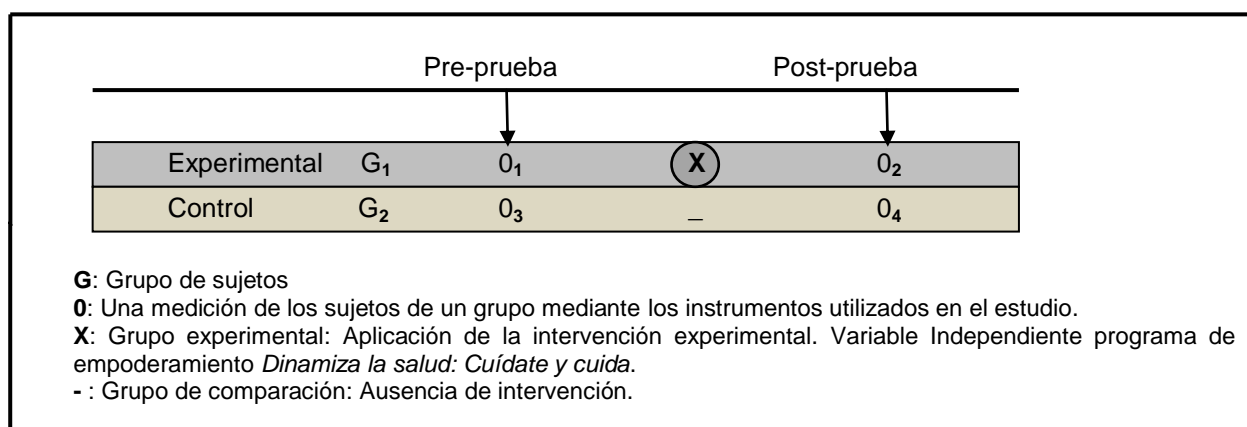 Pre-prueba Post-prueba
Experimental G1 01 X 02
Control G2 03 _ 04
G: Grupo de sujetos
0: Una medición de los sujetos de un grupo mediante los instrumentos utilizados en el estudio.
X: Grupo experimental: Aplicación de la intervención experimental. Variable Independiente programa de
empoderamiento Dinamiza la salud: Cuídate y cuida.
- : Grupo de comparación: Ausencia de intervención.